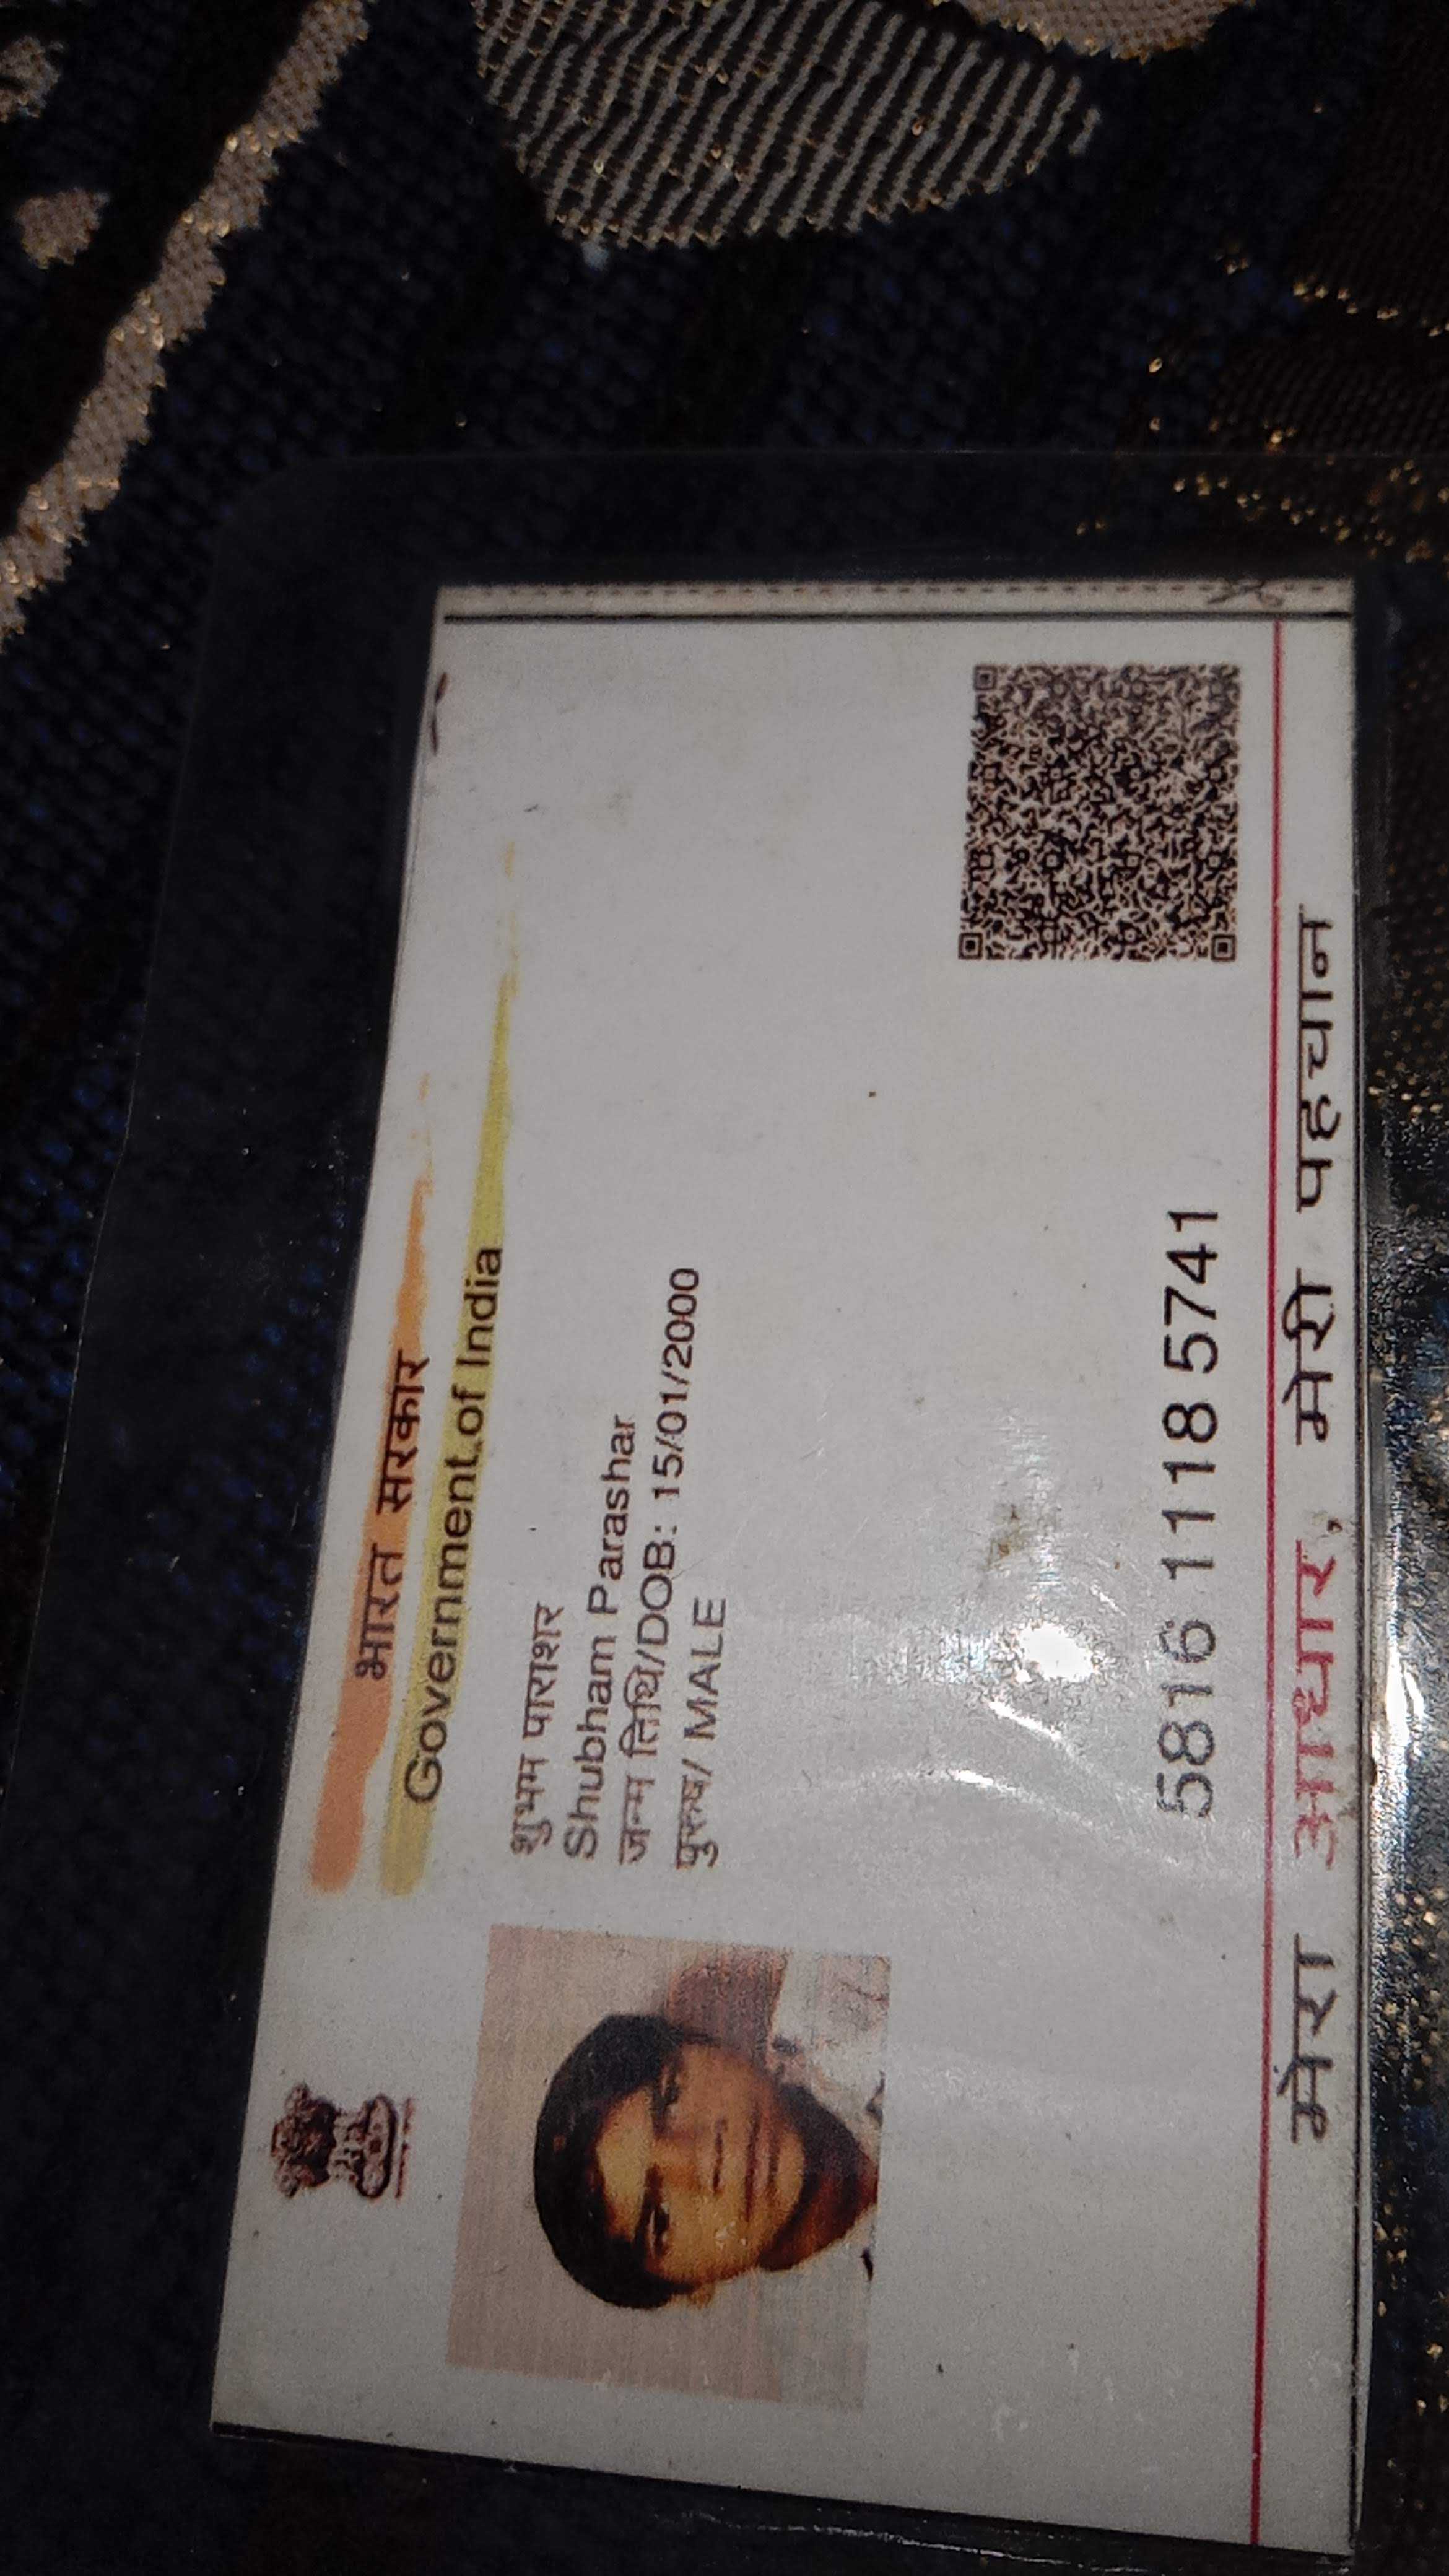 भारत सरकार
Government of India
शुभम पाराशर
Shubham Parashar
जन्म तिथि/DOB: 15/01/2000
पुरुष/ MALE
5816 1118 5741
मेरा आधार, मेरी पहचान